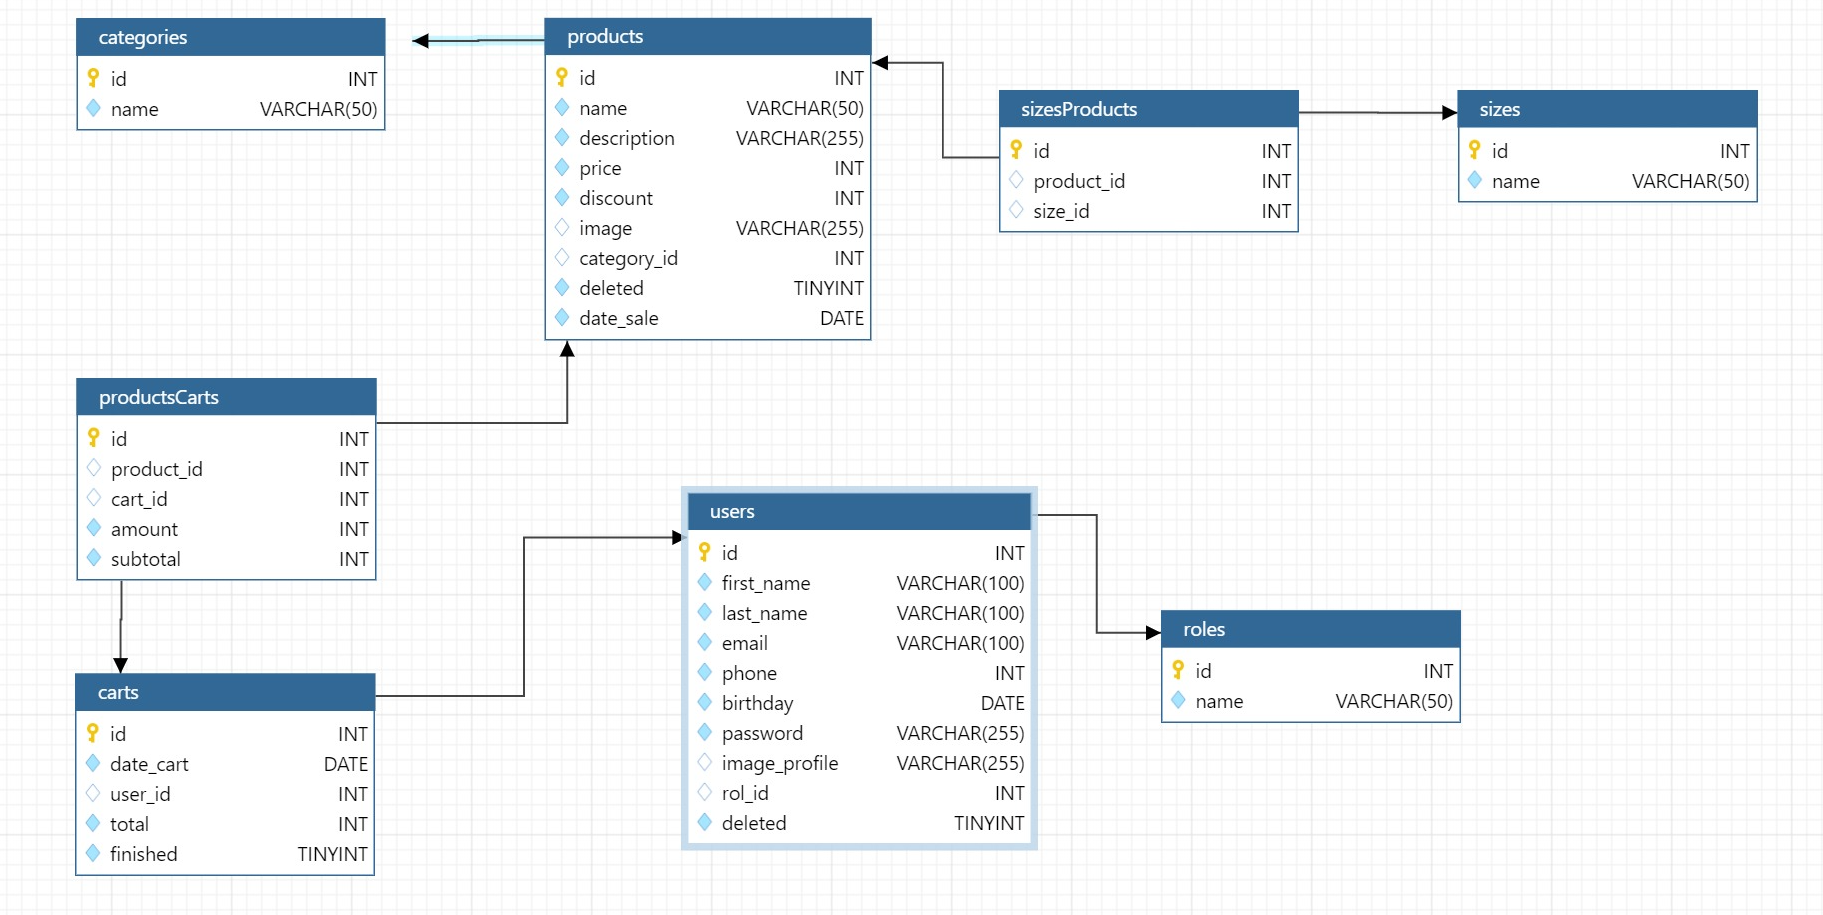 categories
id INT
name VARCHAR(50)
products
id INT
name VARCHAR(50)
description VARCHAR(255)
price INT
discount INT
image VARCHAR(255)
category_id INT
deleted TINYINT
date_sale DATE
sizesProducts
id INT
product_id INT
size_id INT
sizes
id INT
name VARCHAR(50)
productsCarts
id INT
product_id INT
cart_id INT
amount INT
subtotal INT
users
id INT
first_name VARCHAR(100)
last_name VARCHAR(100)
email VARCHAR(100)
phone INT
birthday DATE
password VARCHAR(255)
image_profile VARCHAR(255)
rol_id INT
deleted TINYINT
roles
id INT
name VARCHAR(50)
carts
id INT
date_cart DATE
user_id INT
total INT
finished TINYINT